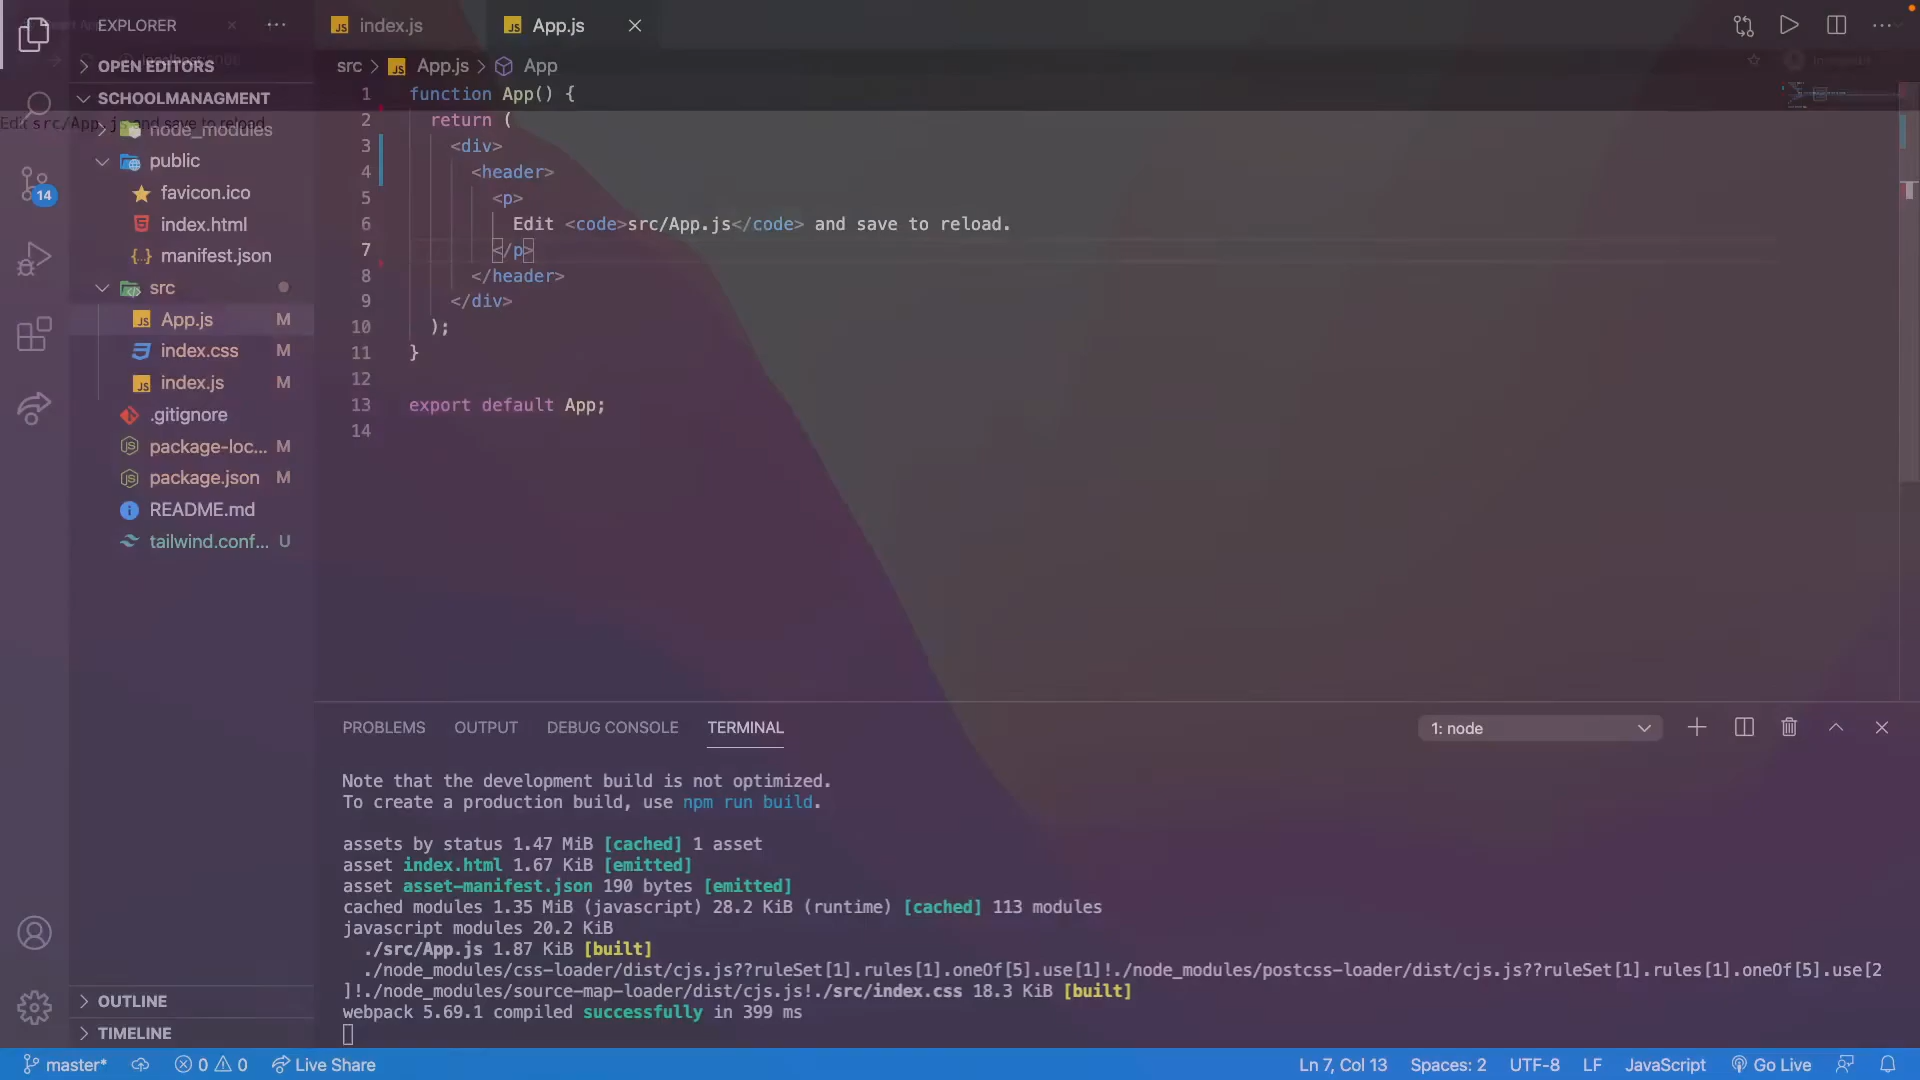 EXPLORER
index.js
App.js
OPEN EDITORS
src
App.js
App
SCHOOLMANAGMENT
Edit src/App.js and save to reload.
node_modules
public
favicon.ico
index.html
manifest.json
src
App.js M
index.css M
index.js M
.gitignore
package-loc... M
package.json M
README.md
tailwind.conf... U
OUTLINE
TIMELINE
14
1 function App() {
2 return (
3 <div>
4 <header>
5 <p>
6 Edit <code>src/App.js</code> and save to reload.
7 </p>
8 </header>
9 </div>
10 );
11 }
12
13 export default App;
14
PROBLEMS OUTPUT DEBUG CONSOLE TERMINAL
1: node
Note that the development build is not optimized.
To create a production build, use npm run build.
assets by status 1.47 MiB [cached] 1 asset
asset index.html 1.67 KiB [emitted]
asset asset-manifest.json 190 bytes [emitted]
cached modules 1.35 MiB (javascript) 28.2 KiB (runtime) [cached] 113 modules
javascript modules 20.2 KiB
./src/App.js 1.87 KiB [built]
./node_modules/css-loader/dist/cjs.js??ruleSet[1].rules[1].oneOf[5].use[1]!./node_modules/postcss-loader/dist/cjs.js??ruleSet[1].rules[1].oneOf[5].use[2
]!./node_modules/source-map-loader/dist/cjs.js!./src/index.css 18.3 KiB [built]
webpack 5.69.1 compiled successfully in 399 ms
master* 0 0 Live Share
Ln 7, Col 13 Spaces: 2 UTF-8 LF JavaScript Go Live